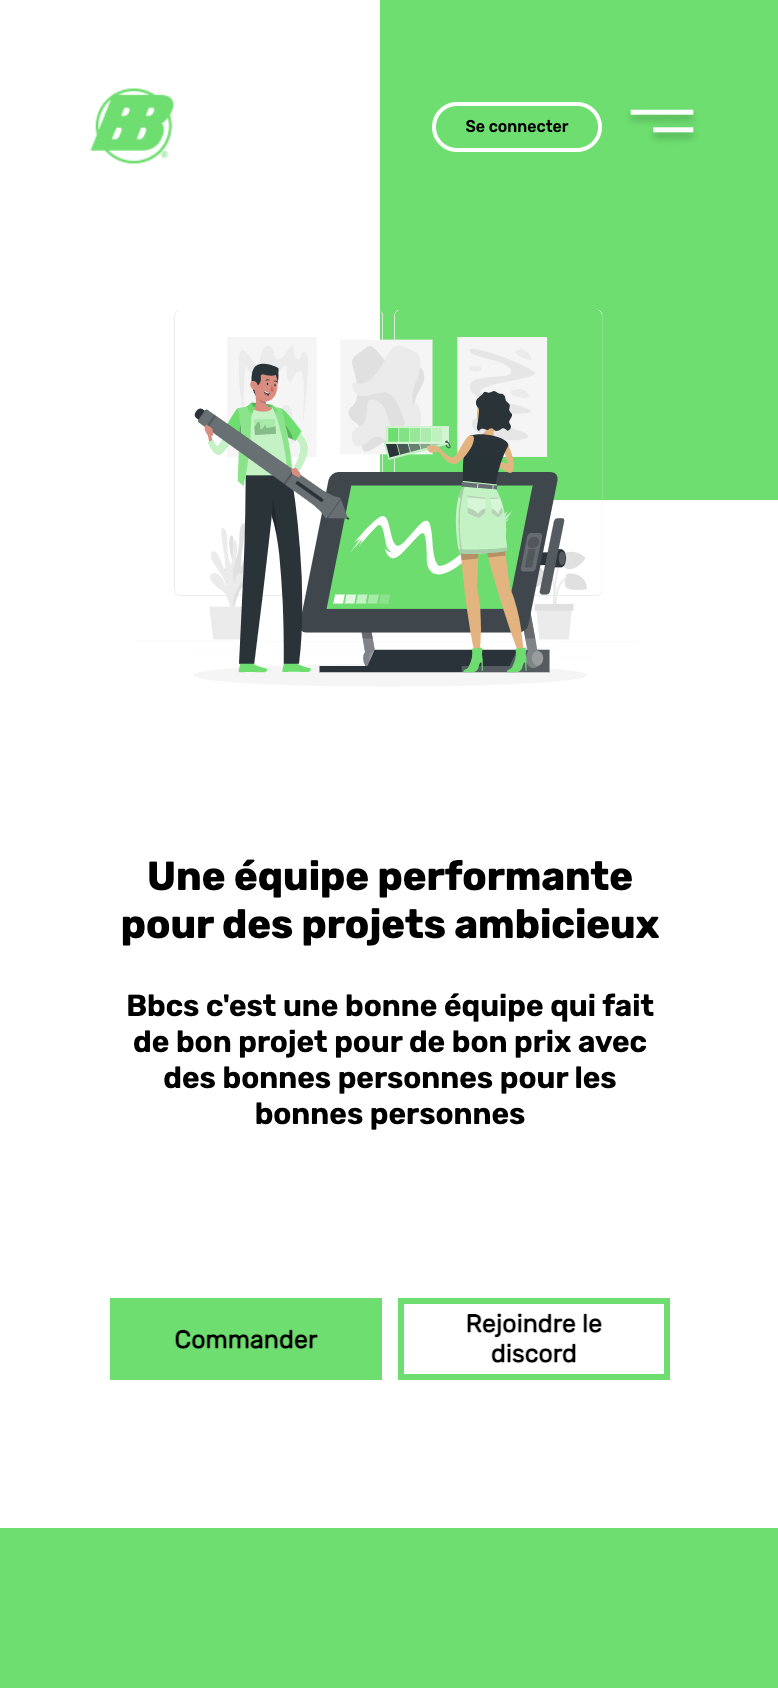 BB
®
Se connecter
Une équipe performante
pour des projets ambicieux
Bbcs c'est une bonne équipe qui fait
de bon projet pour de bon prix avec
des bonnes personnes pour les
bonnes personnes
Commander
Rejoindre le
discord